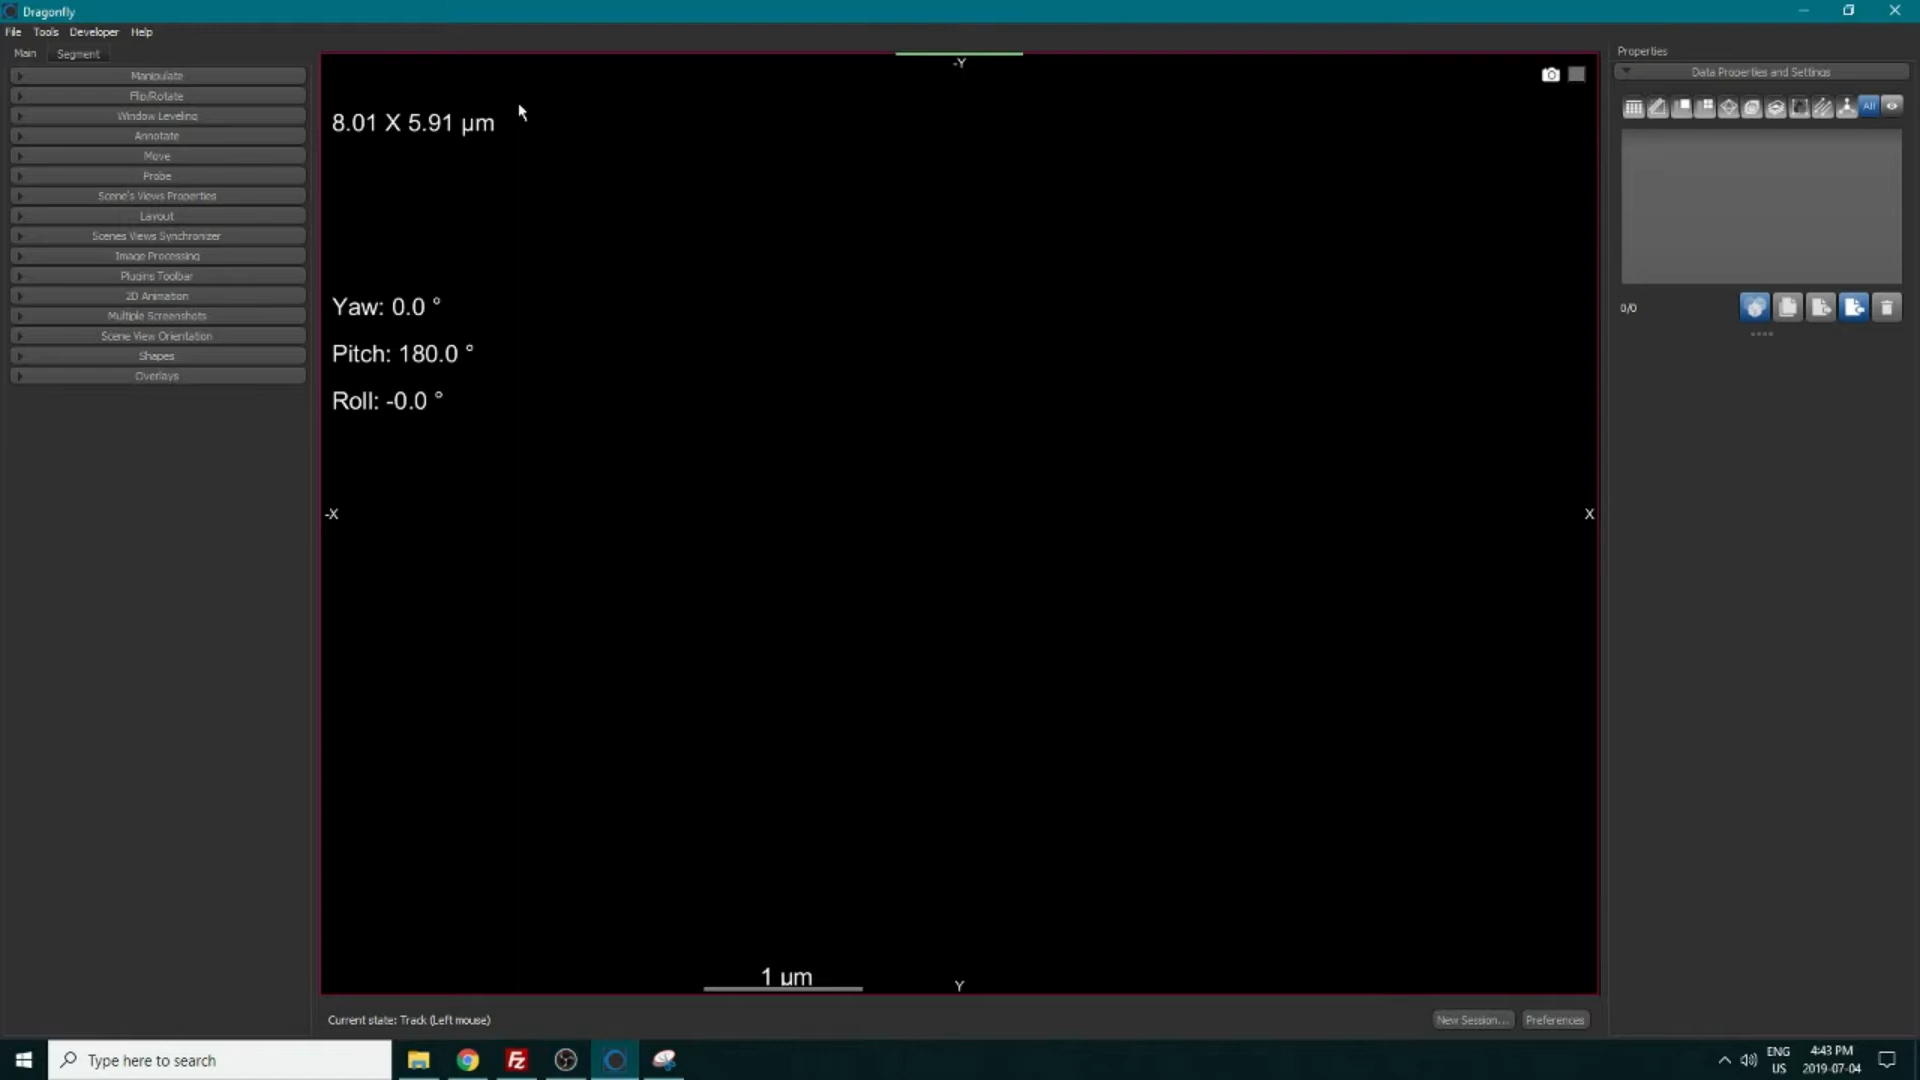 Dragonfly
File Tools Developer Help
Main Segment
Manipulate
Flip/Rotate
Window Leveling
Annotate
Move
Probe
Scene's Views Properties
Layout
Scenes Views Synchronizer
Image Processing
Plugins Toolbar
2D Animation
Multiple Screenshots
Scene View Orientation
Shapes
Overlays
-Y
8.01 X 5.91 µm
Yaw: 0.0 °
Pitch: 180.0 °
Roll: -0.0 °
-X
X
1 µm
Y
Current state: Track (Left mouse)
New Session...
Preferences
Properties
Data Properties and Settings
All
0/0
Type here to search
Fz
ENG
US
4:43 PM
2019-07-04